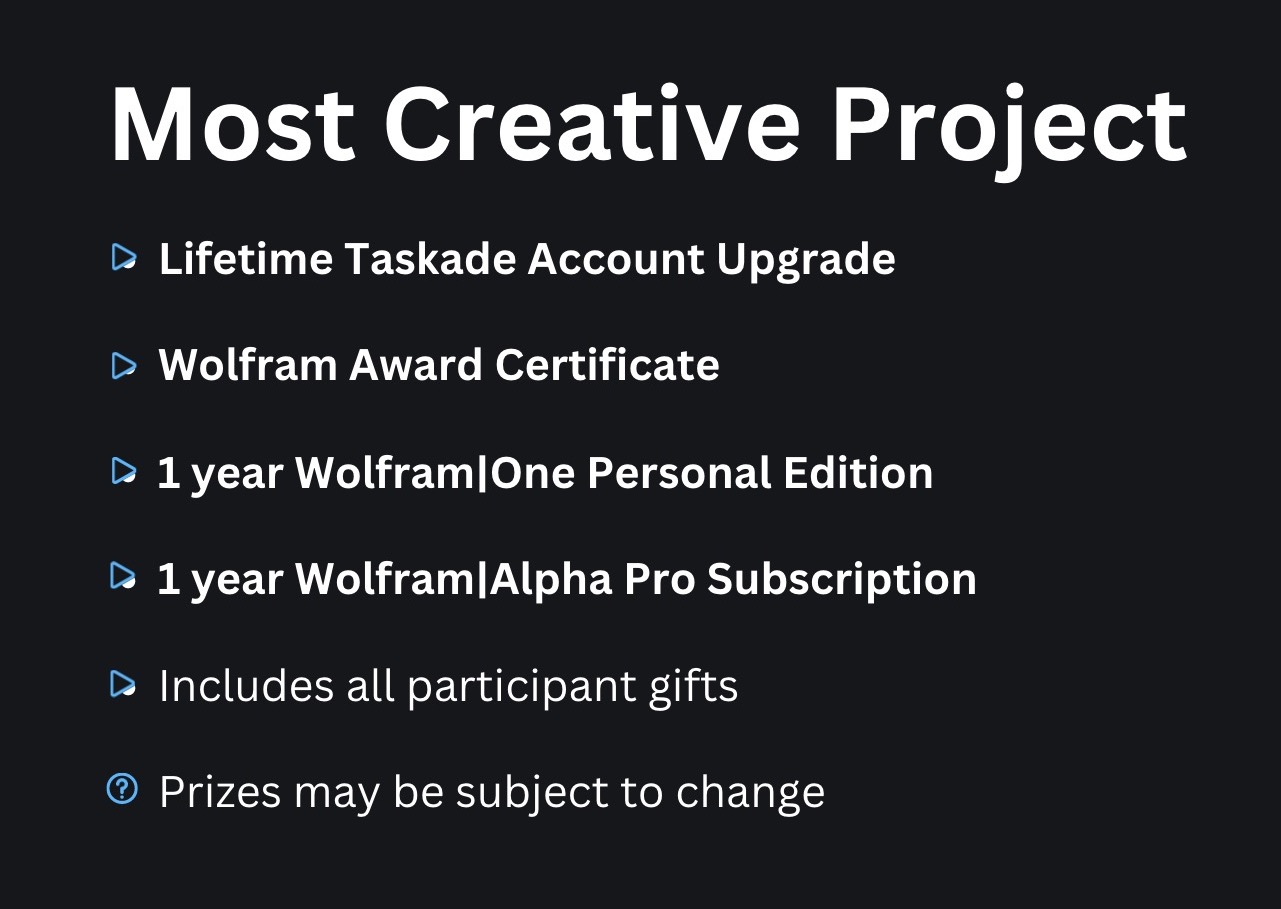 Most Creative Project
Lifetime Taskade Account Upgrade
Wolfram Award Certificate
1 year Wolfram|One Personal Edition
1 year Wolfram|Alpha Pro Subscription
Includes all participant gifts
Prizes may be subject to change